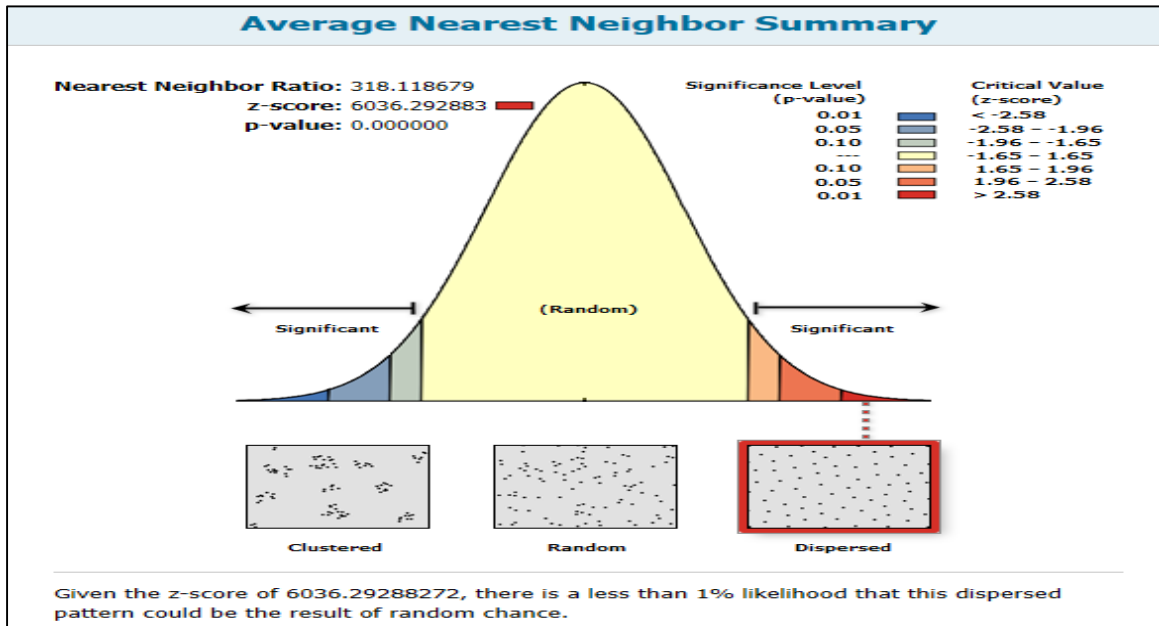 Average Nearest Neighbor Summary
Nearest Neighbor Ratio: 318.118679
z-score: 6036.292883
p-value: 0.000000
Significance Level Critical Value
(p-value) (z-score)
0.01 < -2.58
0.05 -2.58 – -1.96
0.10 -1.96 – -1.65
--- -1.65 – 1.65
0.10 1.65 – 1.96
0.05 1.96 – 2.58
0.01 > 2.58
(Random)
Significant Significant
Clustered Random Dispersed
Given the z-score of 6036.29288272, there is a less than 1% likelihood that this dispersed
pattern could be the result of random chance.